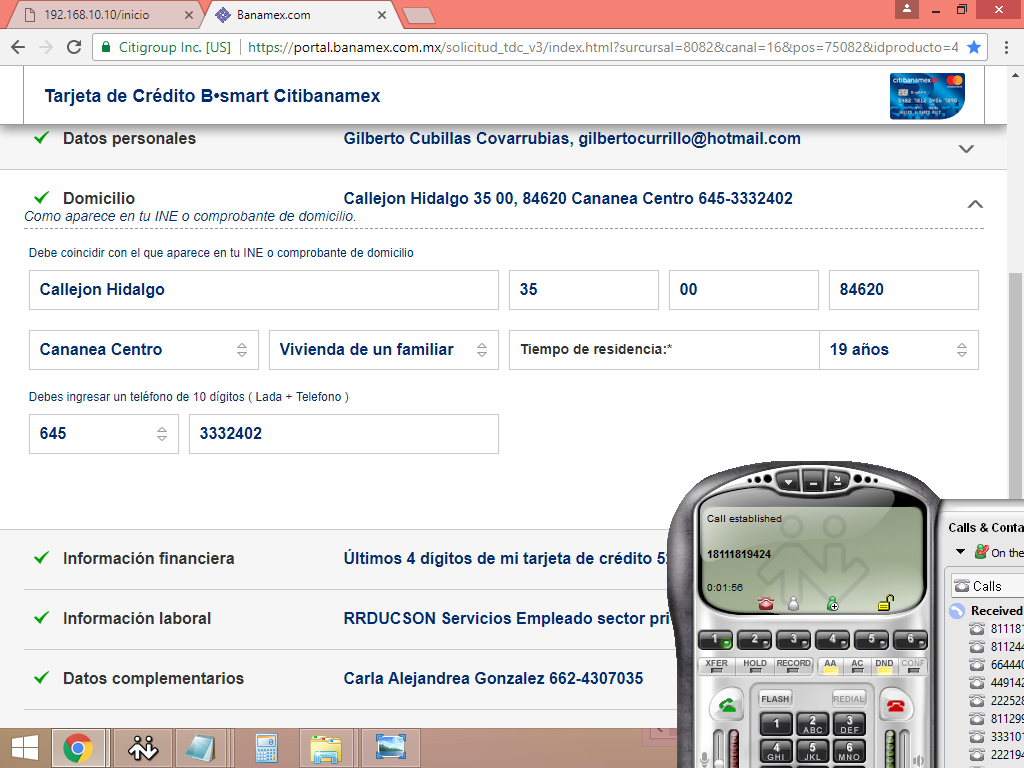 192.168.10.10/inicio
Banamex.com
Citigroup Inc. [US]
https://portal.banamex.com.mx/solicitud_tdc_v3/index.html?surcursal=8082&canal=16&pos=75082&idproducto=4
Tarjeta de Crédito B•smart Citibanamex
citibanamex
Datos personales
Gilberto Cubillas Covarrubias, gilbertocurrillo@hotmail.com
Domicilio
Callejon Hidalgo 35 00, 84620 Cananea Centro 645-3332402
Como aparece en tu INE o comprobante de domicilio.
Debe coincidir con el que aparece en tu INE o comprobante de domicilio
Callejon Hidalgo
35
00
84620
Cananea Centro
Vivienda de un familiar
Tiempo de residencia:*
19 años
Debes ingresar un teléfono de 10 dígitos ( Lada + Telefono )
645
3332402
Información financiera
Últimos 4 dígitos de mi tarjeta de crédito
Información laboral
RRDUCSON Servicios Empleado sector pri
Datos complementarios
Carla Alejandrea Gonzalez 662-4307035
Call established
18111819424
0:01:56
1 2 3 4 5 6
XFER HOLD RECORD AA AC DND CONF
FLASH
REDIAL
1
2 ABC
3 DEF
4 GHI
5 JKL
6 MNO
Calls & Conta
On the
Calls
Received
81118
81124
66444
44914
22252
81129
33310
22219